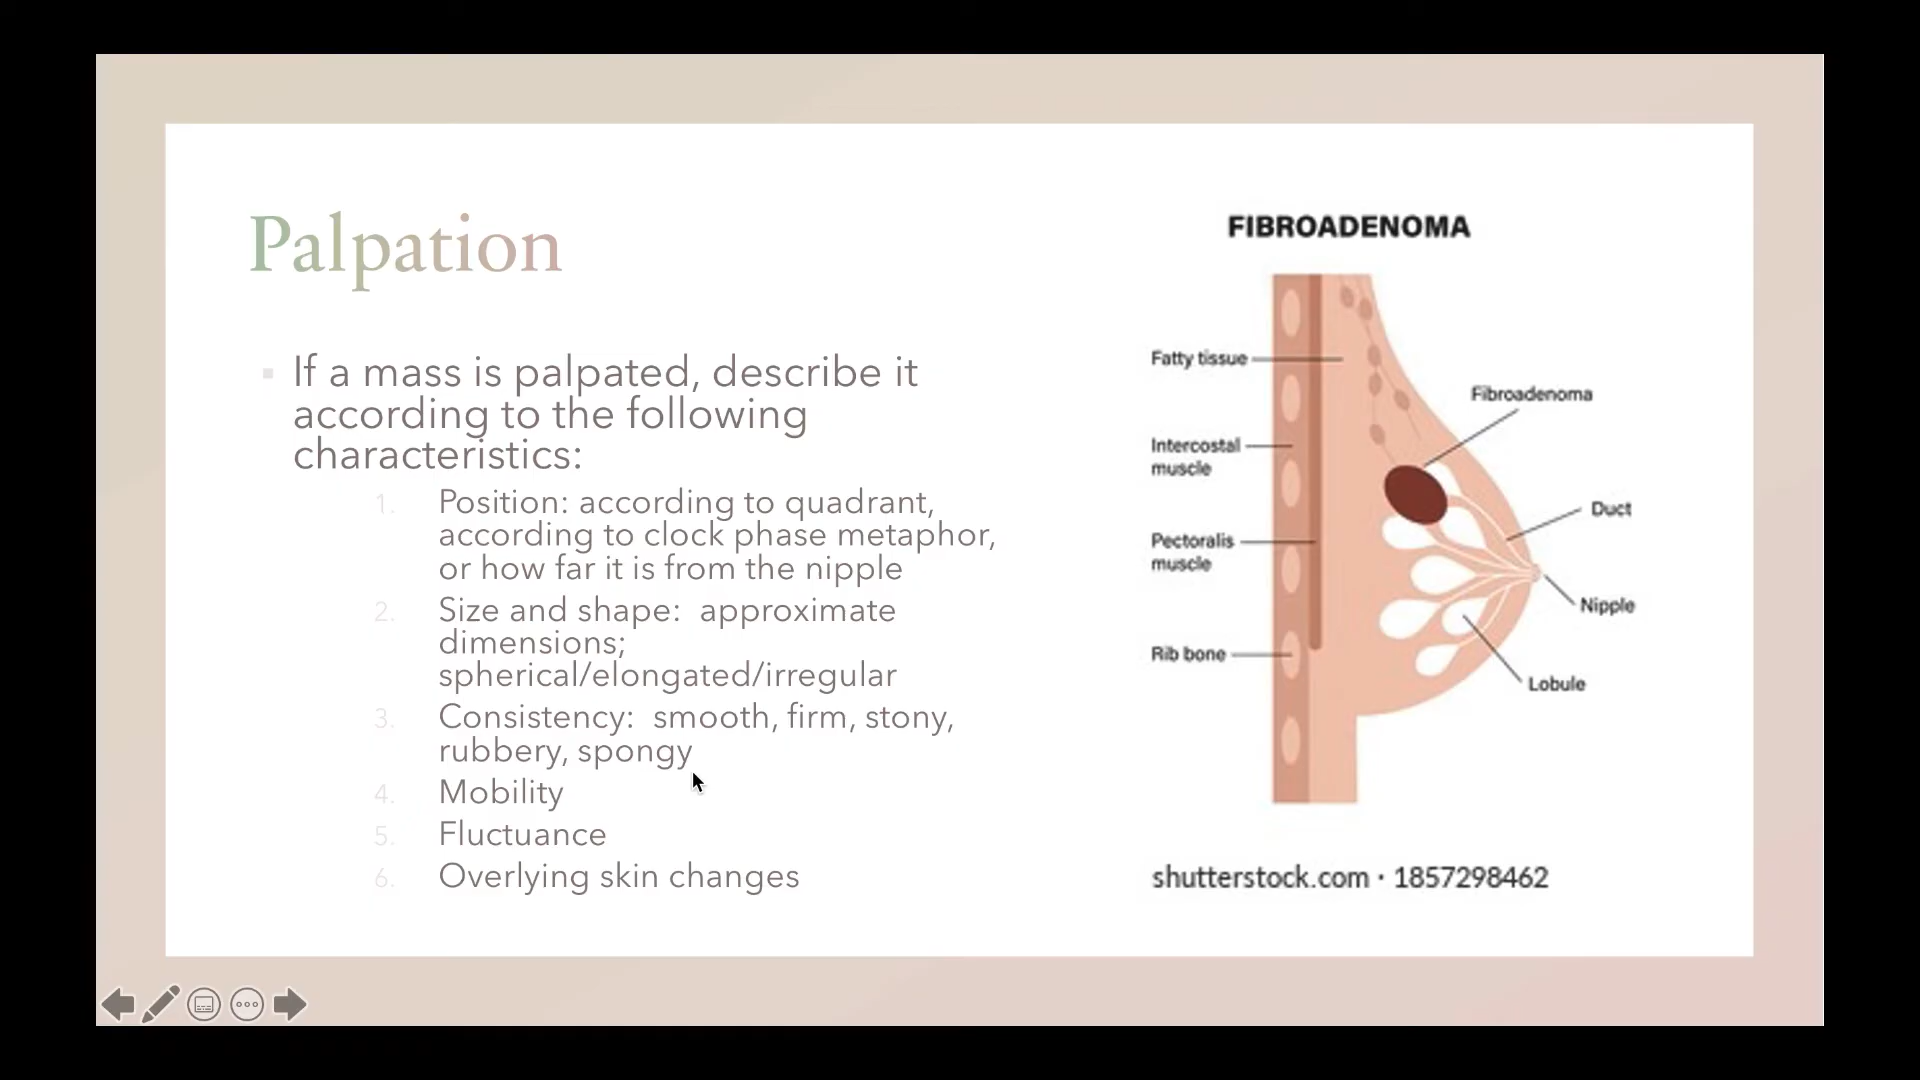 Palpation
▪ If a mass is palpated, describe it
according to the following
characteristics:
1. Position: according to quadrant,
according to clock phase metaphor,
or how far it is from the nipple
2. Size and shape:  approximate
dimensions;
spherical/elongated/irregular
3. Consistency:  smooth, firm, stony,
rubbery, spongy
4. Mobility
5. Fluctuance
6. Overlying skin changes
FIBROADENOMA
Fatty tissue
Fibroadenoma
Intercostal
muscle
Duct
Pectoralis
muscle
Nipple
Rib bone
Lobule
shutterstock.com · 1857298462